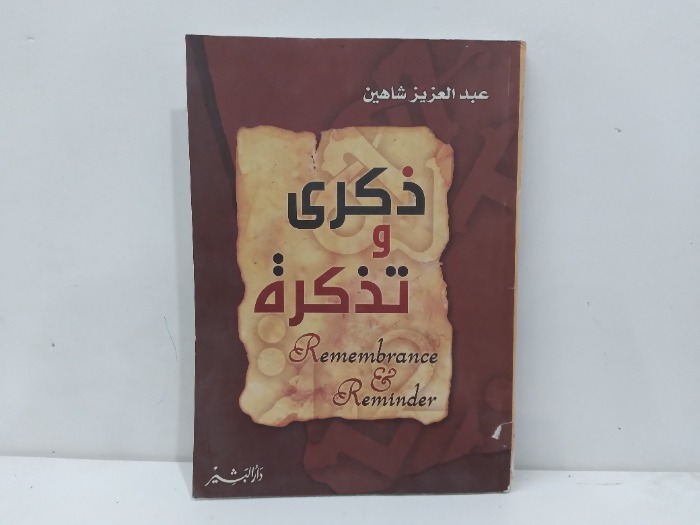 عبد العزيز شاهين
ذكرى
و
تذكرة
Remembrance
&
Reminder
دار البشير